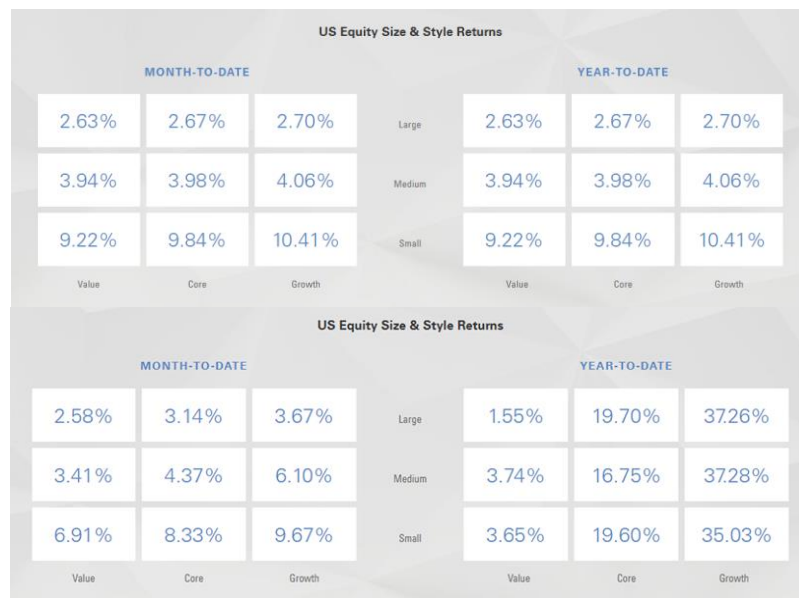 US Equity Size & Style Returns
MONTH-TO-DATE YEAR-TO-DATE
2.63% 2.67% 2.70% Large 2.63% 2.67% 2.70%
3.94% 3.98% 4.06% Medium 3.94% 3.98% 4.06%
9.22% 9.84% 10.41% Small 9.22% 9.84% 10.41%
Value Core Growth Value Core Growth
US Equity Size & Style Returns
MONTH-TO-DATE YEAR-TO-DATE
2.58% 3.14% 3.67% Large 1.55% 19.70% 37.26%
3.41% 4.37% 6.10% Medium 3.74% 16.75% 37.28%
6.91% 8.33% 9.67% Small 3.65% 19.60% 35.03%
Value Core Growth Value Core Growth